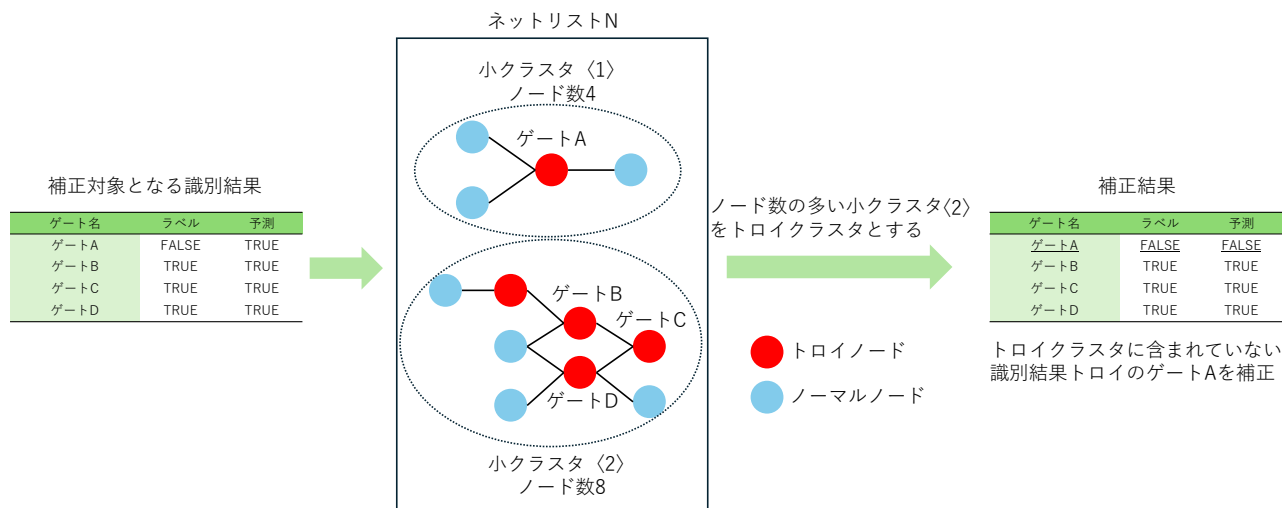 ネットリストN
小クラスタ〈1〉
ノード数4
ゲートA
補正対象となる識別結果
ゲート名 ラベル 予測
ゲートA FALSE TRUE
ゲートB TRUE TRUE
ゲートC TRUE TRUE
ゲートD TRUE TRUE
ゲートB
ゲートC
ゲートD
小クラスタ〈2〉
ノード数8
ノード数の多い小クラスタ〈2〉
をトロイクラスタとする
トロイノード
ノーマルノード
補正結果
ゲート名 ラベル 予測
ゲートA FALSE FALSE
ゲートB TRUE TRUE
ゲートC TRUE TRUE
ゲートD TRUE TRUE
トロイクラスタに含まれていない
識別結果トロイのゲートAを補正